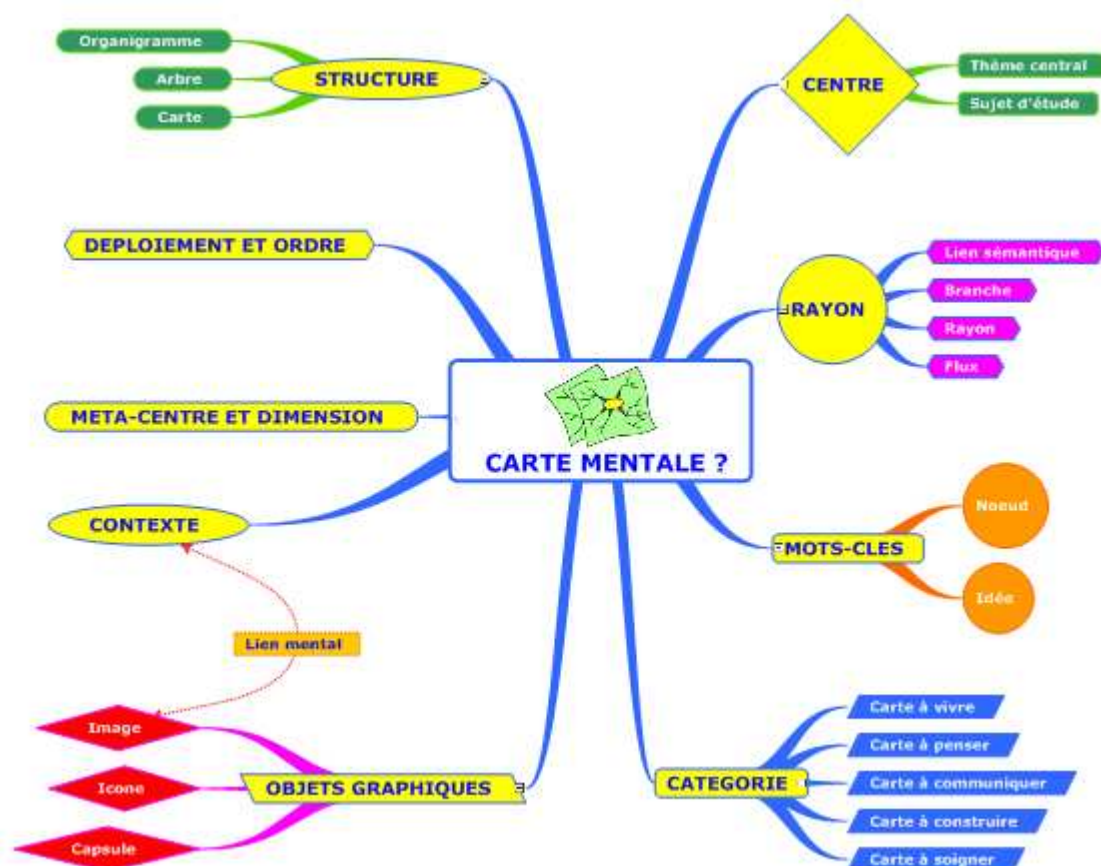 Organigramme
Arbre
Carte
STRUCTURE
CENTRE
Thème central
Sujet d'étude
DEPLOIEMENT ET ORDRE
RAYON
Lien sémantique
Branche
Rayon
Flux
META-CENTRE ET DIMENSION
CARTE MENTALE ?
CONTEXTE
MOTS-CLES
Noeud
Idée
Lien mental
Image
Icone
Capsule
OBJETS GRAPHIQUES
CATEGORIE
Carte à vivre
Carte à penser
Carte à communiquer
Carte à construire
Carte à soigner